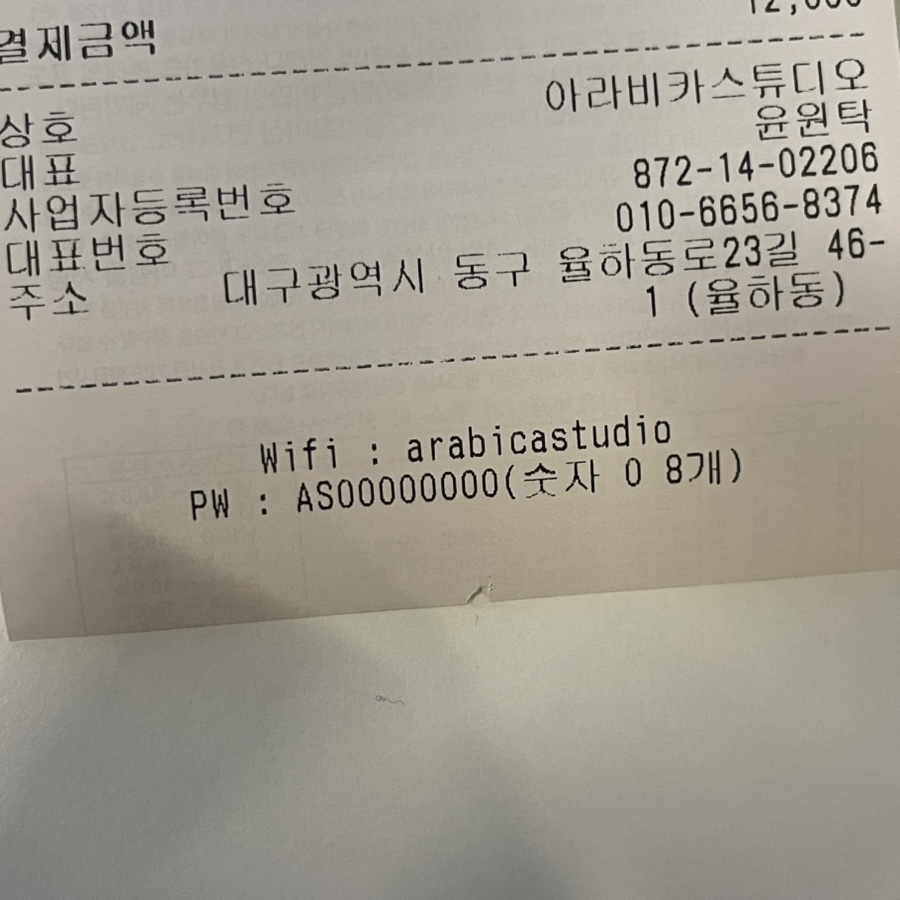 결제금액
아라비카스튜디오
상호
윤원탁
대표
872-14-02206
사업자등록번호
010-6656-8374
대표번호
대구광역시 동구 율하동로23길 46-
주소
1 (율하동)
Wifi : arabicastudio
PW : AS00000000(숫자 0 8개)